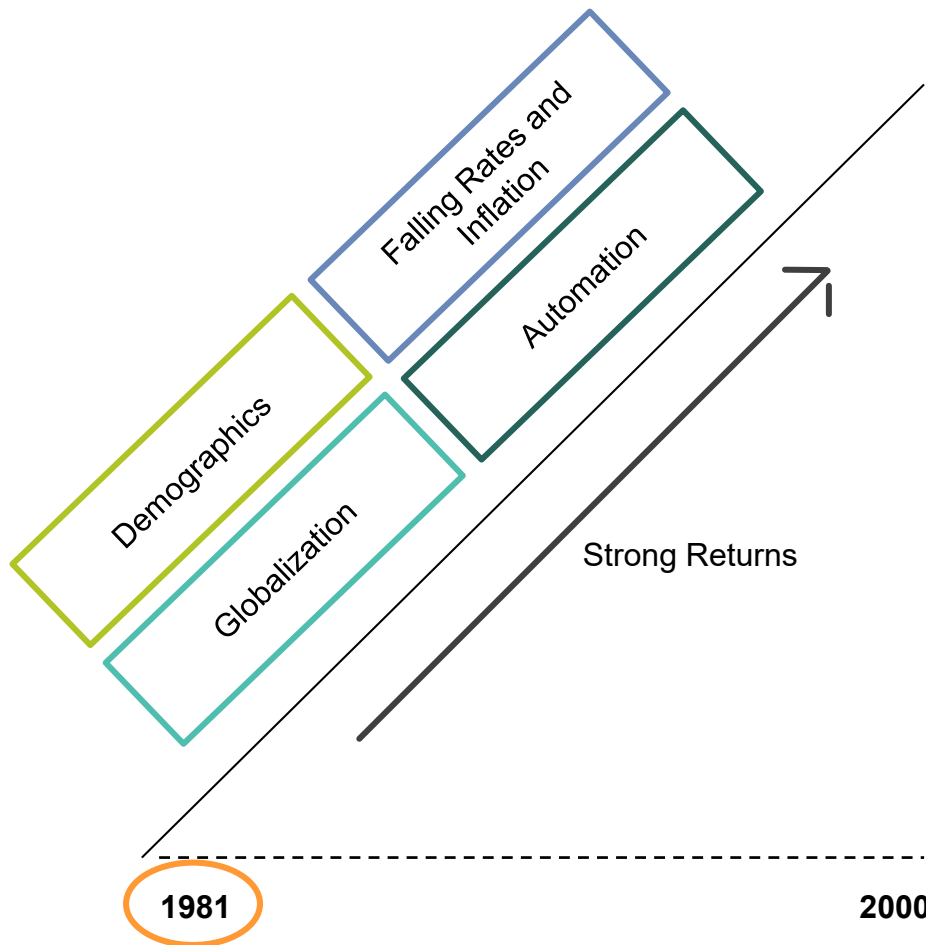 Falling Rates and
Inflation
Automation
Demographics
Globalization
Strong Returns
1981
2000